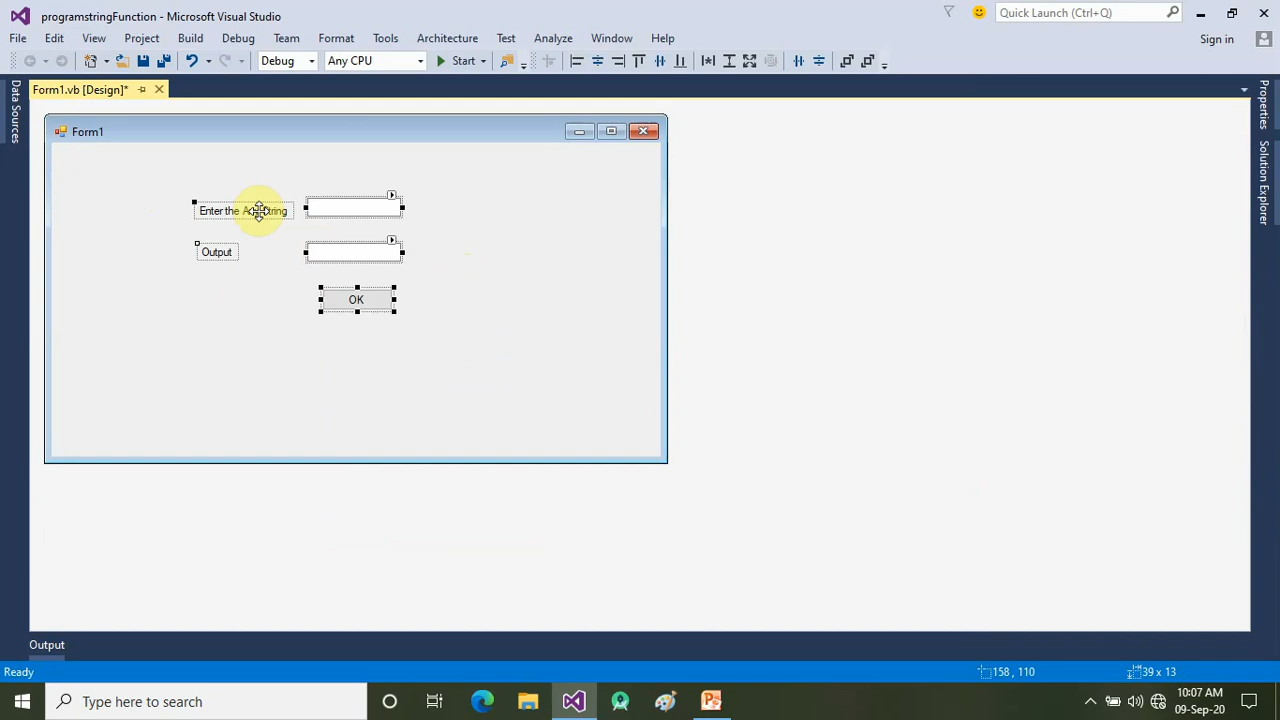 programstringFunction - Microsoft Visual Studio
Quick Launch (Ctrl+Q)
File Edit View Project Build Debug Team Format Tools Architecture Test Analyze Window Help
Sign in
Debug Any CPU Start
Form1.vb [Design]*
Data Sources
Properties
Solution Explorer
Form1
Enter the
Output
OK
Output
Ready
158 , 110
39 x 13
Type here to search
10:07 AM
09-Sep-20